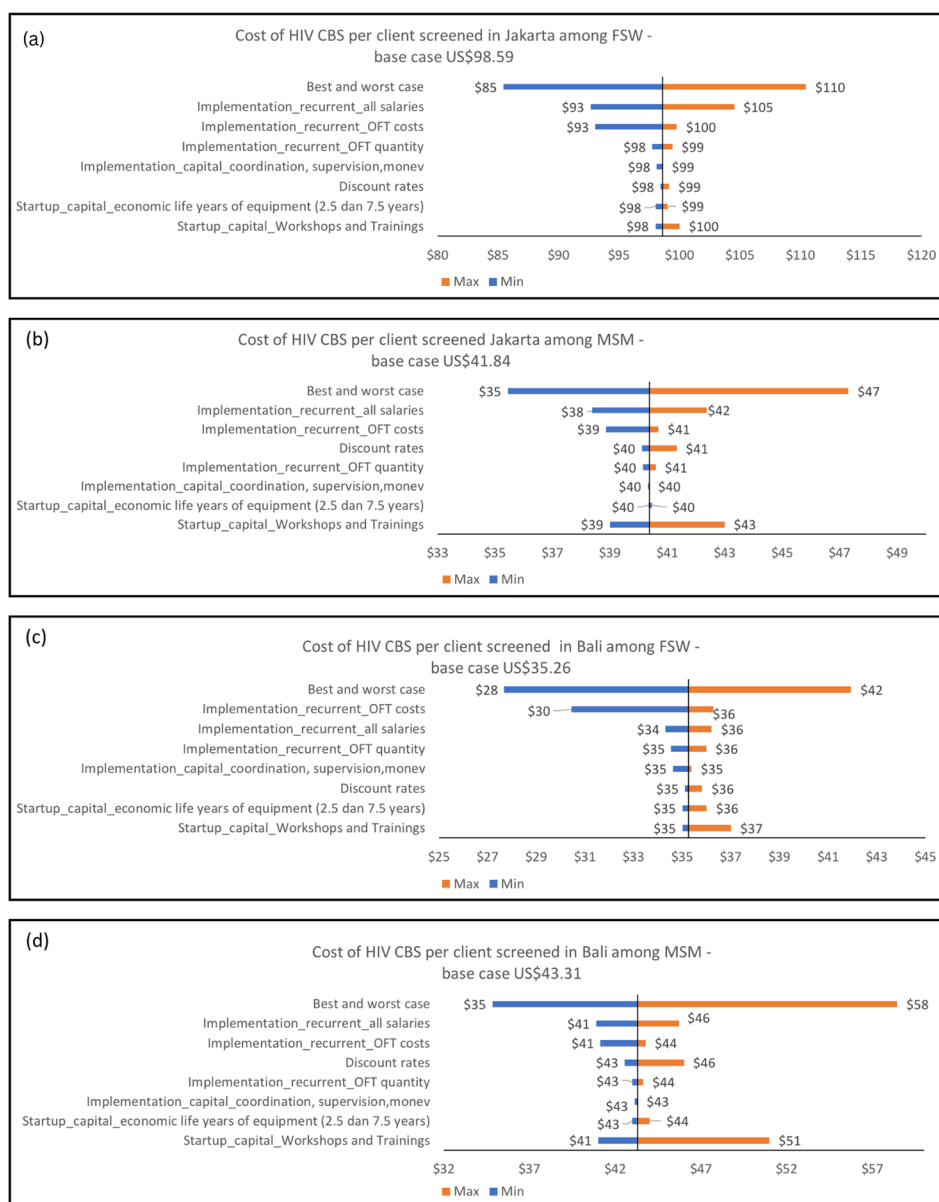 (a)
Cost of HIV CBS per client screened in Jakarta among FSW -
base case US$98.59
Best and worst case $85 $110
Implementation_recurrent_all salaries $93 $105
Implementation_recurrent_OFT costs $93 $100
Implementation_recurrent_OFT quantity $98 $99
Implementation_capital_coordination, supervision,monev $98 $99
Discount rates $98 $99
Startup_capital_economic life years of equipment (2.5 dan 7.5 years) $98 $99
Startup_capital_Workshops and Trainings $98 $100
$80 $85 $90 $95 $100 $105 $110 $115 $120
Max Min
(b)
Cost of HIV CBS per client screened Jakarta among MSM -
base case US$41.84
Best and worst case $35 $47
Implementation_recurrent_all salaries $38 $42
Implementation_recurrent_OFT costs $39 $41
Discount rates $40 $41
Implementation_recurrent_OFT quantity $40 $41
Implementation_capital_coordination, supervision,monev $40 $40
Startup_capital_economic life years of equipment (2.5 dan 7.5 years) $40 $40
Startup_capital_Workshops and Trainings $39 $43
$33 $35 $37 $39 $41 $43 $45 $47 $49
Max Min
(c)
Cost of HIV CBS per client screened in Bali among FSW -
base case US$35.26
Best and worst case $28 $42
Implementation_recurrent_OFT costs $30 $36
Implementation_recurrent_all salaries $34 $36
Implementation_recurrent_OFT quantity $35 $36
Implementation_capital_coordination, supervision,monev $35 $35
Discount rates $35 $36
Startup_capital_economic life years of equipment (2.5 dan 7.5 years) $35 $36
Startup_capital_Workshops and Trainings $35 $37
$25 $27 $29 $31 $33 $35 $37 $39 $41 $43 $45
Max Min
(d)
Cost of HIV CBS per client screened in Bali among MSM -
base case US$43.31
Best and worst case $35 $58
Implementation_recurrent_all salaries $41 $46
Implementation_recurrent_OFT costs $41 $44
Discount rates $43 $46
Implementation_recurrent_OFT quantity $43 $44
Implementation_capital_coordination, supervision,monev $43 $43
Startup_capital_economic life years of equipment (2.5 dan 7.5 years) $43 $44
Startup_capital_Workshops and Trainings $41 $51
$32 $37 $42 $47 $52 $57
Max Min